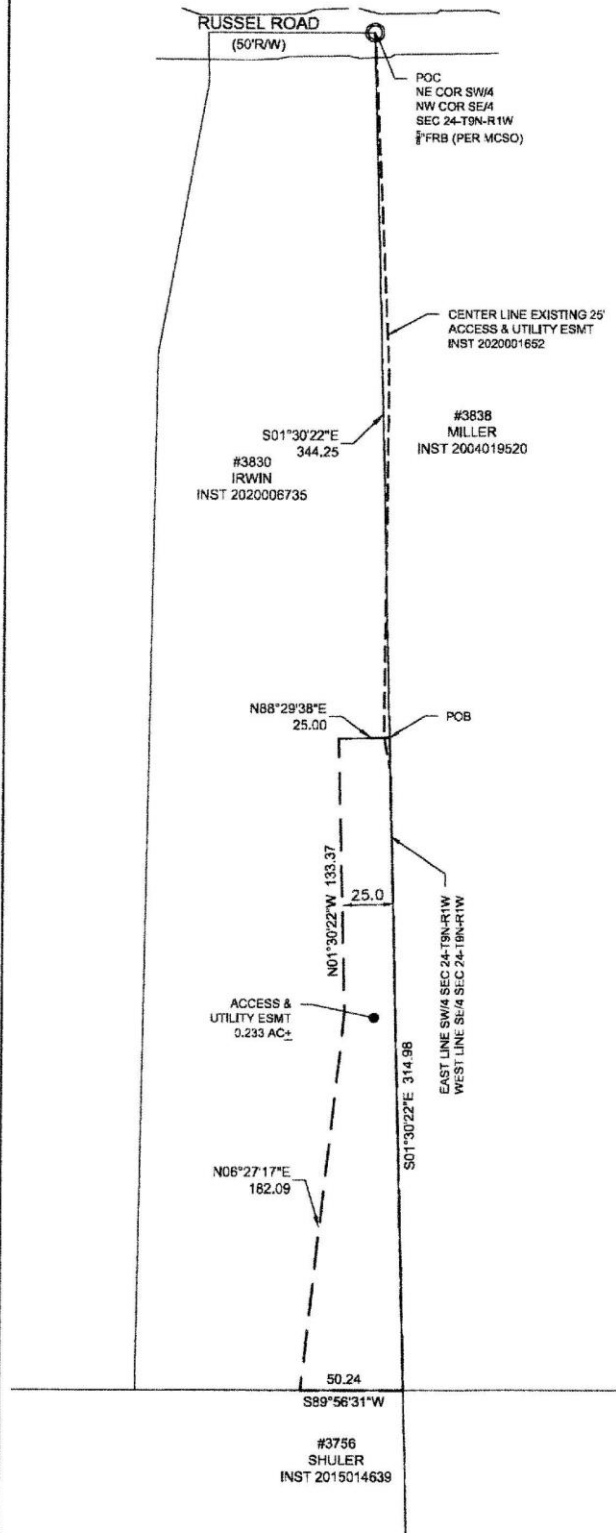 RUSSEL ROAD
(50'R/W)
POC
NE COR SW/4
NW COR SE/4
SEC 24-T9N-R1W
"FRB (PER MCSO)
CENTER LINE EXISTING 25'
ACCESS & UTILITY ESMT
INST 2020001652
S01°30'22"E
344.25
#3838
MILLER
INST 2004019520
#3830
IRWIN
INST 2020006735
N88°29'38"E
25.00
POB
N01°30'22"W 133.37
25.0
EAST LINE SW/4 SEC 24-T9N-R1W
WEST LINE SE/4 SEC 24-T9N-R1W
ACCESS &
UTILITY ESMT
0.233 AC±
S01°30'22"E 314.98
N06°27'17"E
182.09
50.24
S89°56'31"W
#3756
SHULER
INST 2015014639